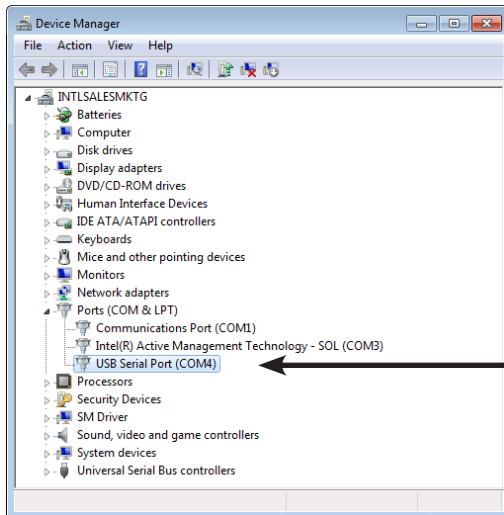 Device Manager
File Action View Help
INTLSALESMKTG
Batteries
Computer
Disk drives
Display adapters
DVD/CD-ROM drives
Human Interface Devices
IDE ATA/ATAPI controllers
Keyboards
Mice and other pointing devices
Monitors
Network adapters
Ports (COM & LPT)
Communications Port (COM1)
Intel(R) Active Management Technology - SOL (COM3)
USB Serial Port (COM4)
Processors
Security Devices
SM Driver
Sound, video and game controllers
System devices
Universal Serial Bus controllers